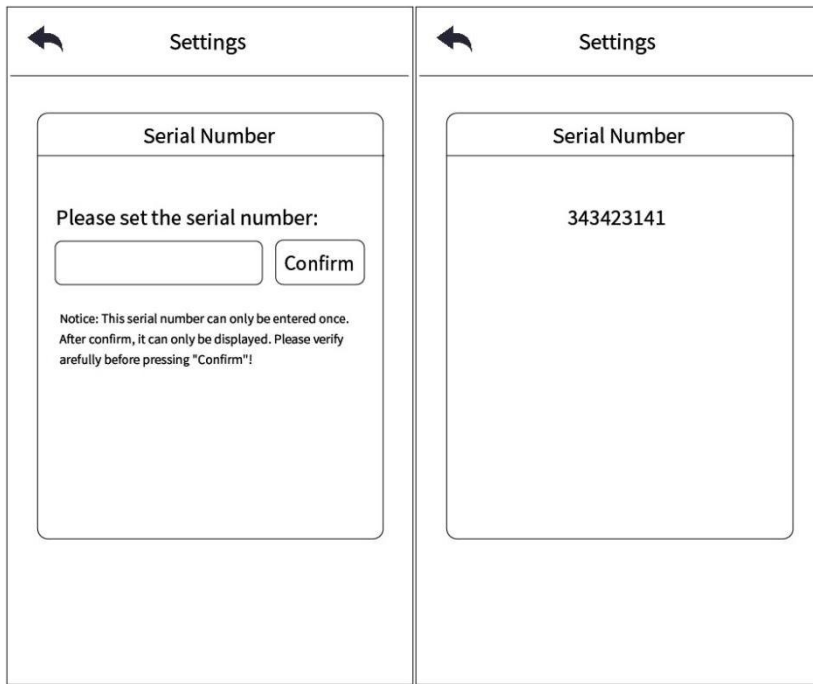 Settings
Serial Number
Please set the serial number:
Confirm
Notice: This serial number can only be entered once.
After confirm, it can only be displayed. Please verify
arefully before pressing "Confirm"!
Settings
Serial Number
343423141